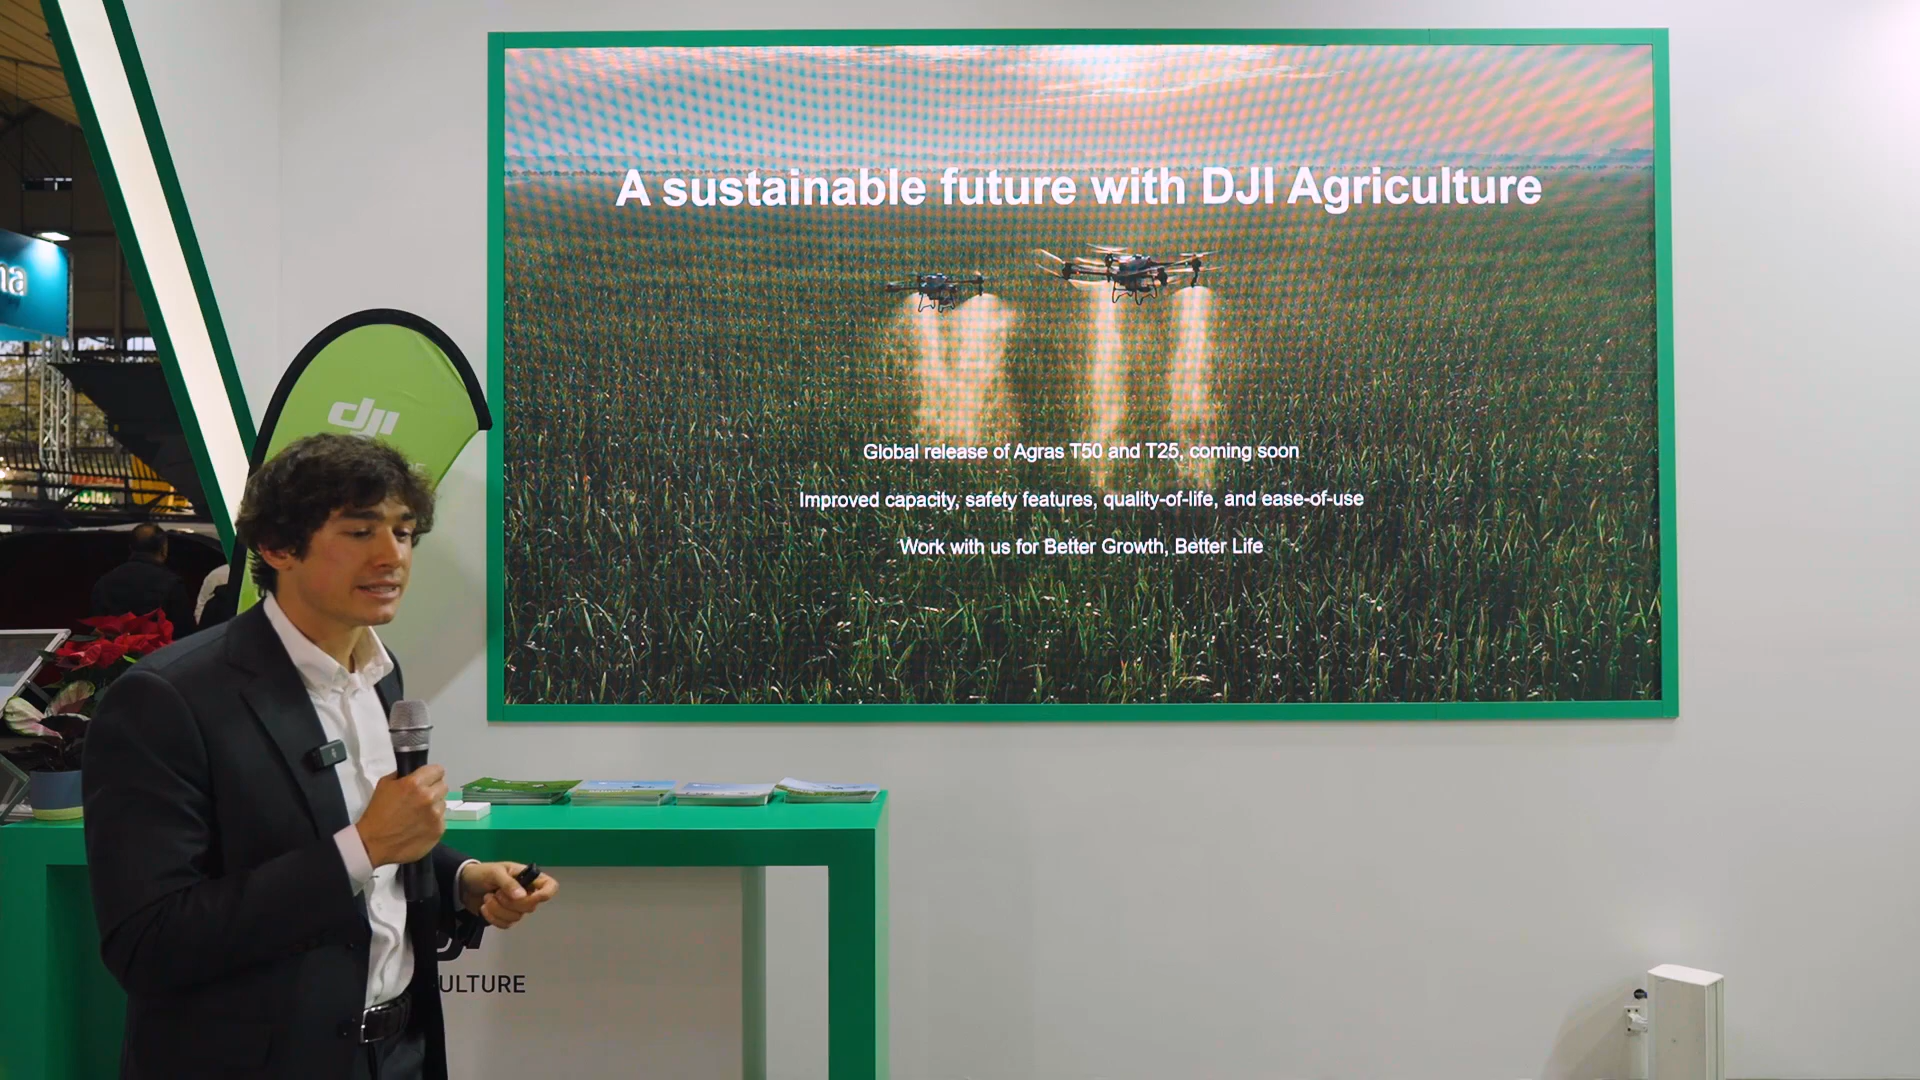 A sustainable future with DJI Agriculture
Global release of Agras T50 and T25, coming soon
Improved capacity, safety features, quality-of-life, and ease-of-use
Work with us for Better Growth, Better Life
dji
ULTURE
na